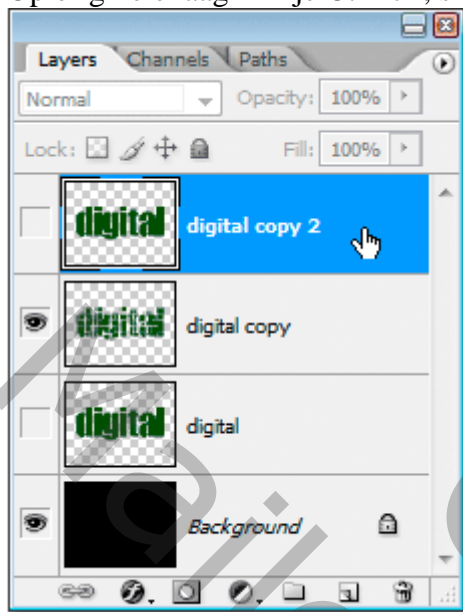 Layers Channels Paths
Normal Opacity: 100%
Lock: Fill: 100%
digital digital copy 2
digital digital copy
digital digital
Background